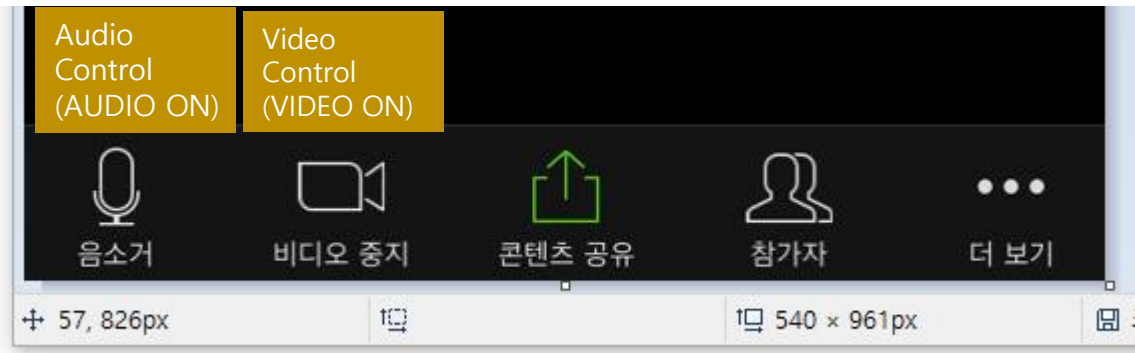 Audio
Control
(AUDIO ON)
Video
Control
(VIDEO ON)
음소거
비디오 중지
콘텐츠 공유
참가자
더 보기
57, 826px
540 × 961px